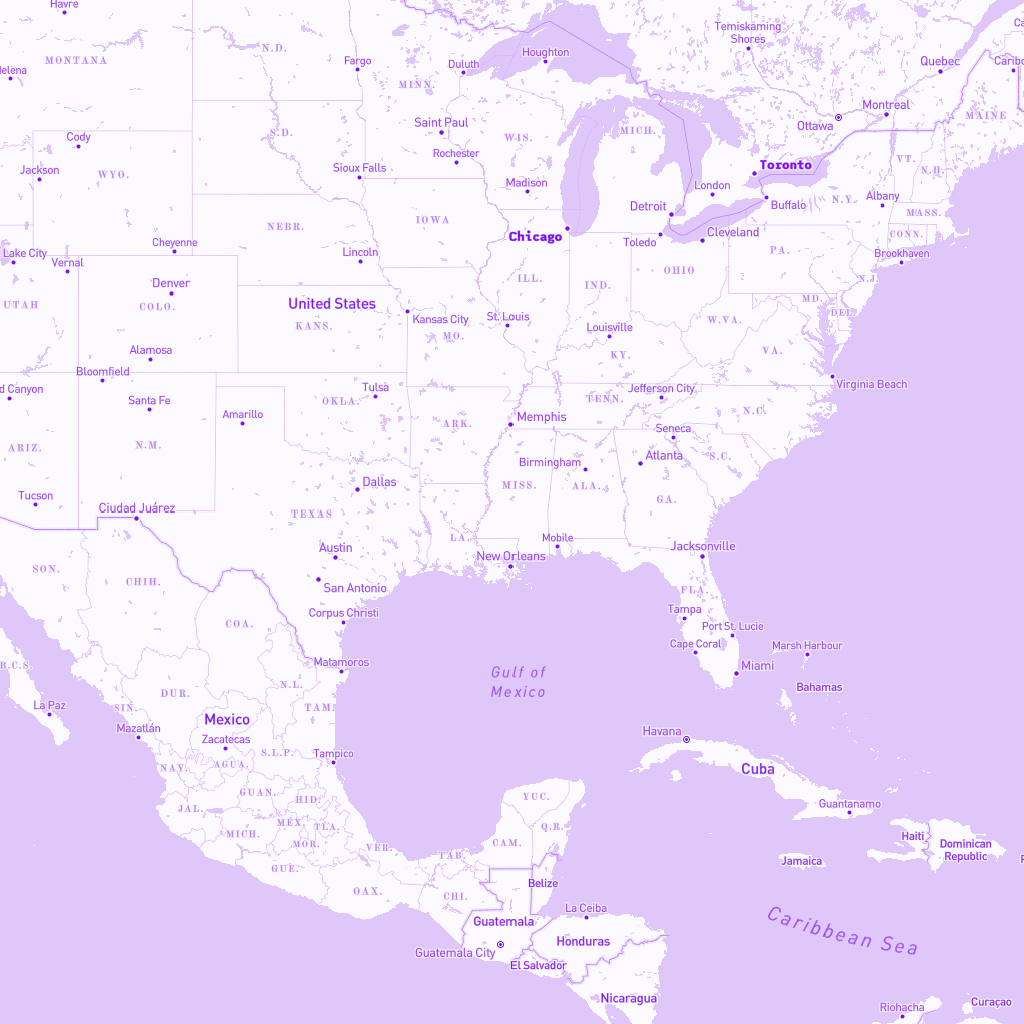 Havre
Temiskaming
Shores
N.D.
Houghton
MONTANA
Fargo
Duluth
Quebec
MINN.
Montreal
MAINE
Saint Paul
Ottawa
S.D.
WIS.
MICH.
Cody
Rochester
VT.
Toronto
Jackson
WYO.
Sioux Falls
N.H.
Madison
London
Albany
N.Y.
Buffalo
Detroit
MASS.
IOWA
NEBR.
Chicago
Cleveland
CONN.
Cheyenne
Toledo
PA.
Lake City
Vernal
Lincoln
Brookhaven
OHIO
ILL.
IND.
N.J.
Denver
UTAH
COLO.
United States
MD.
DEL.
Kansas City
St. Louis
W.VA.
KANS.
Louisville
MO.
KY.
VA.
Alamosa
Bloomfield
Virginia Beach
d Canyon
Tulsa
Jefferson City
Santa Fe
OKLA.
TENN.
Amarillo
Memphis
N.C.
ARK.
Seneca
ARIZ.
N.M.
Birmingham
Atlanta
S.C.
Dallas
MISS.
ALA.
GA.
Tucson
Ciudad Juárez
TEXAS
LA.
Mobile
Austin
New Orleans
Jacksonville
SON.
CHIH.
San Antonio
FLA.
Corpus Christi
Tampa
COA.
Port St. Lucie
Cape Coral
Marsh Harbour
Matamoros
B.C.S.
Gulf of
Mexico
Miami
N.L.
Bahamas
DUR.
La Paz
SIN.
TAM.
Mexico
Mazatlán
Havana
Zacatecas
Tampico
S.L.P.
NAY.
AGUA.
Cuba
GUAN.
YUC.
HID.
Guantanamo
JAL.
MEX.
TLA.
Q.R.
MICH.
MOR.
CAM.
Haiti
VER.
TAB.
Dominican
Republic
Jamaica
GUE.
Belize
OAX.
CHI.
La Ceiba
Caribbean Sea
Guatemala
Honduras
Guatemala City
El Salvador
Nicaragua
Curaçao
Riohacha